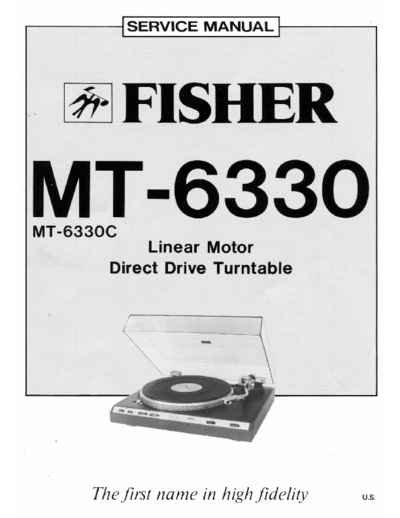 SERVICE MANUAL
FISHER
MT-6330
MT-6330C
Linear Motor
Direct Drive Turntable
The first name in high fidelity
U.S.